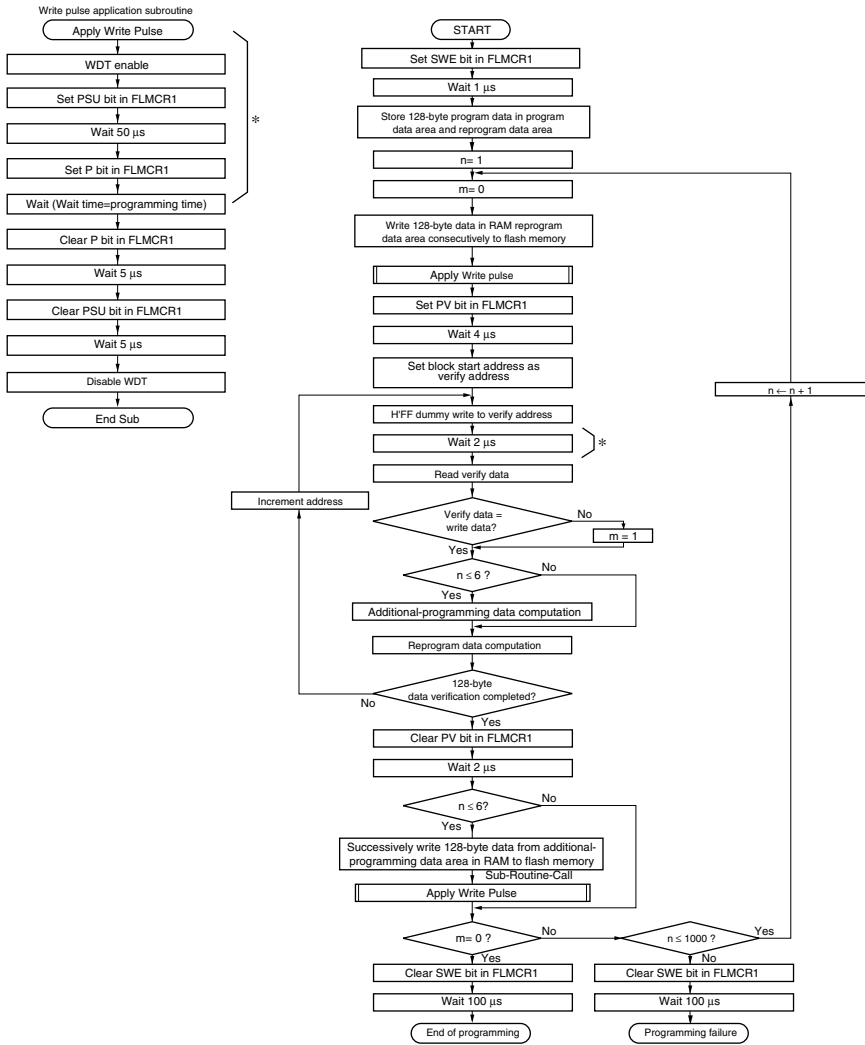 Write pulse application subroutine
Apply Write Pulse
WDT enable
Set PSU bit in FLMCR1
*
Wait 50 μs
Set P bit in FLMCR1
Wait (Wait time=programming time)
Clear P bit in FLMCR1
Wait 5 μs
Clear PSU bit in FLMCR1
Wait 5 μs
Disable WDT
End Sub
START
Set SWE bit in FLMCR1
Wait 1 μs
Store 128-byte program data in program
data area and reprogram data area
n= 1
m= 0
Write 128-byte data in RAM reprogram
data area consecutively to flash memory
Apply Write pulse
Set PV bit in FLMCR1
Wait 4 μs
Set block start address as
verify address
n ← n + 1
H'FF dummy write to verify address
Wait 2 μs
*
Read verify data
Increment address
Verify data =
write data?
No
m = 1
Yes
n ≤ 6 ?
No
Yes
Additional-programming data computation
Reprogram data computation
128-byte
data verification completed?
No
Yes
Clear PV bit in FLMCR1
Wait 2 μs
n ≤ 6?
No
Yes
Successively write 128-byte data from additional-
programming data area in RAM to flash memory
Sub-Routine-Call
Apply Write Pulse
m= 0 ?
No
n ≤ 1000 ?
Yes
Yes
No
Clear SWE bit in FLMCR1
Clear SWE bit in FLMCR1
Wait 100 μs
Wait 100 μs
End of programming
Programming failure